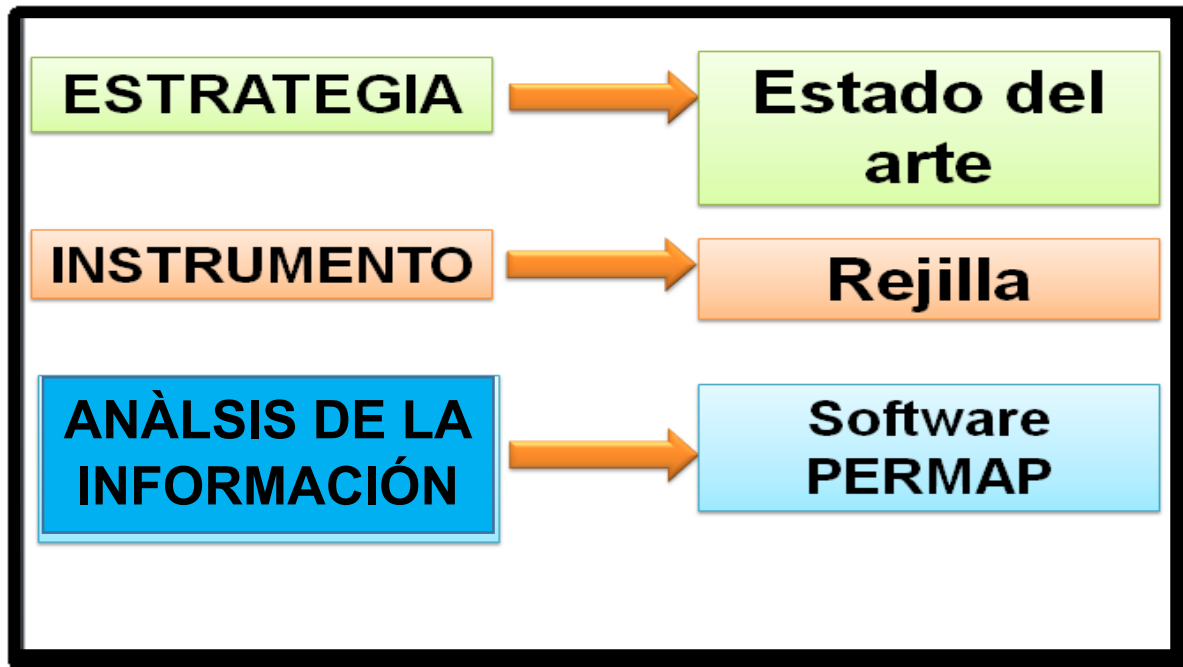 ESTRATEGIA
Estado del
arte
INSTRUMENTO
Rejilla
ANÀLSIS DE LA
INFORMACIÓN
Software
PERMAP